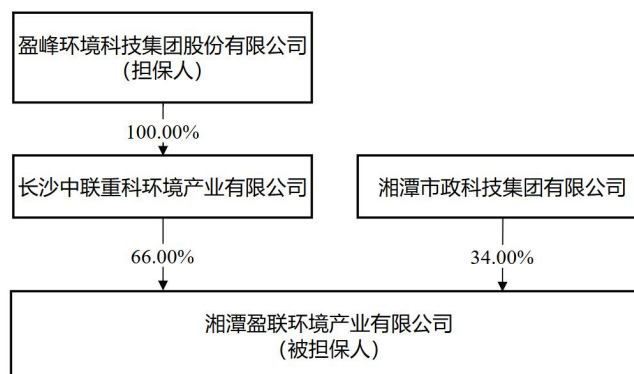 盈峰环境科技集团股份有限公司
（担保人）
100.00%
长沙中联重科环境产业有限公司
湘潭市政科技集团有限公司
66.00%
34.00%
湘潭盈联环境产业有限公司
（被担保人）